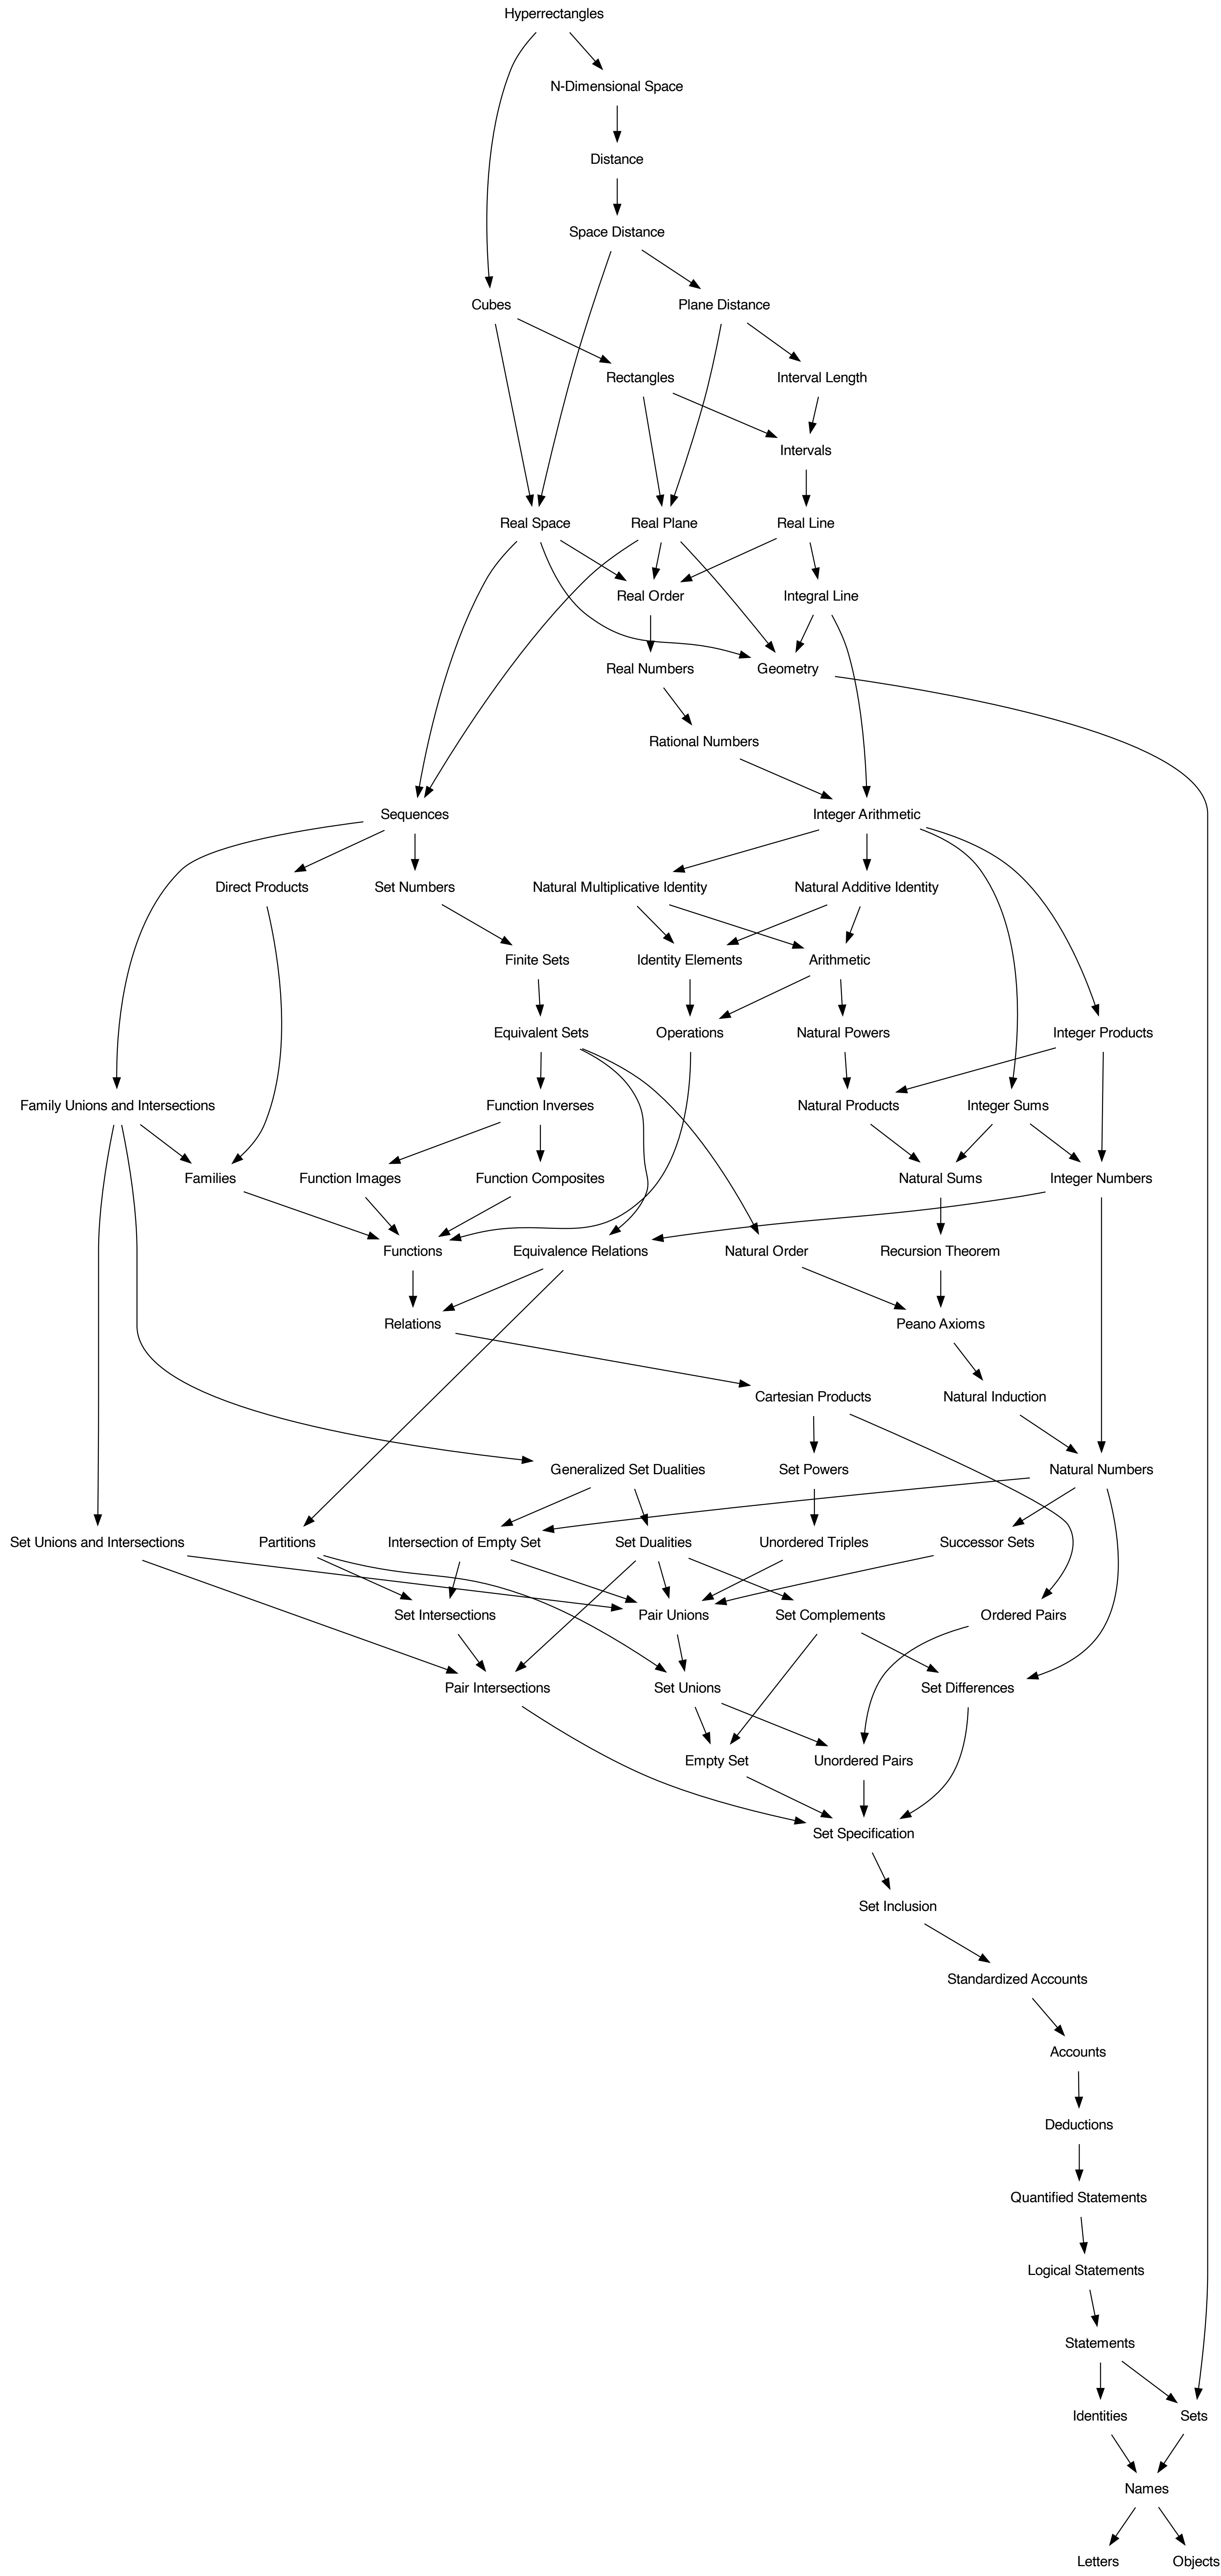 Hyperrectangles
N-Dimensional Space
Distance
Space Distance
Cubes
Plane Distance
Rectangles
Interval Length
Intervals
Real Space
Real Plane
Real Line
Real Order
Integral Line
Real Numbers
Geometry
Rational Numbers
Sequences
Integer Arithmetic
Direct Products
Set Numbers
Natural Multiplicative Identity
Natural Additive Identity
Finite Sets
Identity Elements
Arithmetic
Equivalent Sets
Operations
Natural Powers
Integer Products
Family Unions and Intersections
Function Inverses
Natural Products
Integer Sums
Families
Function Images
Function Composites
Natural Sums
Integer Numbers
Functions
Equivalence Relations
Natural Order
Recursion Theorem
Relations
Peano Axioms
Cartesian Products
Natural Induction
Generalized Set Dualities
Set Powers
Natural Numbers
Set Unions and Intersections
Partitions
Intersection of Empty Set
Set Dualities
Unordered Triples
Successor Sets
Set Intersections
Pair Unions
Set Complements
Ordered Pairs
Pair Intersections
Set Unions
Set Differences
Empty Set
Unordered Pairs
Set Specification
Set Inclusion
Standardized Accounts
Accounts
Deductions
Quantified Statements
Logical Statements
Statements
Identities
Sets
Names
Letters
Objects